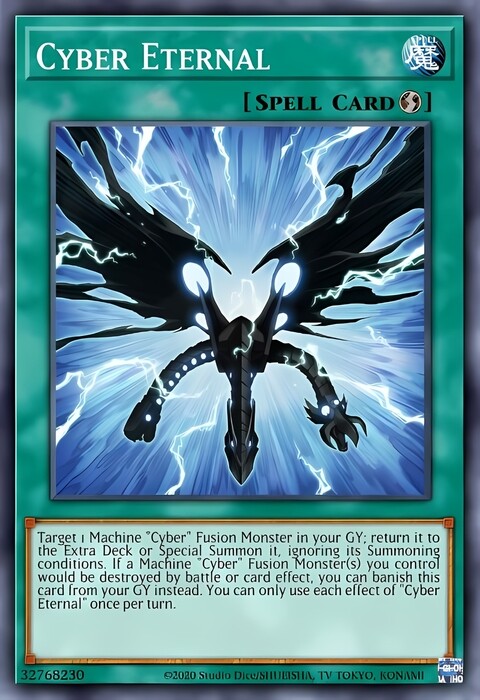 CYBER ETERNAL
魔
[SPELL CARD]
Target 1 Machine "Cyber" Fusion Monster in your GY; return it to
the Extra Deck or Special Summon it, ignoring its Summoning
conditions. If a Machine "Cyber" Fusion Monster(s) you control
would be destroyed by battle or card effect, you can banish this
card from your GY instead. You can only use each effect of "Cyber
Eternal" once per turn.
32768230
©2020 Studio Dice/SHUEISHA, TV TOKYO, KONAMI